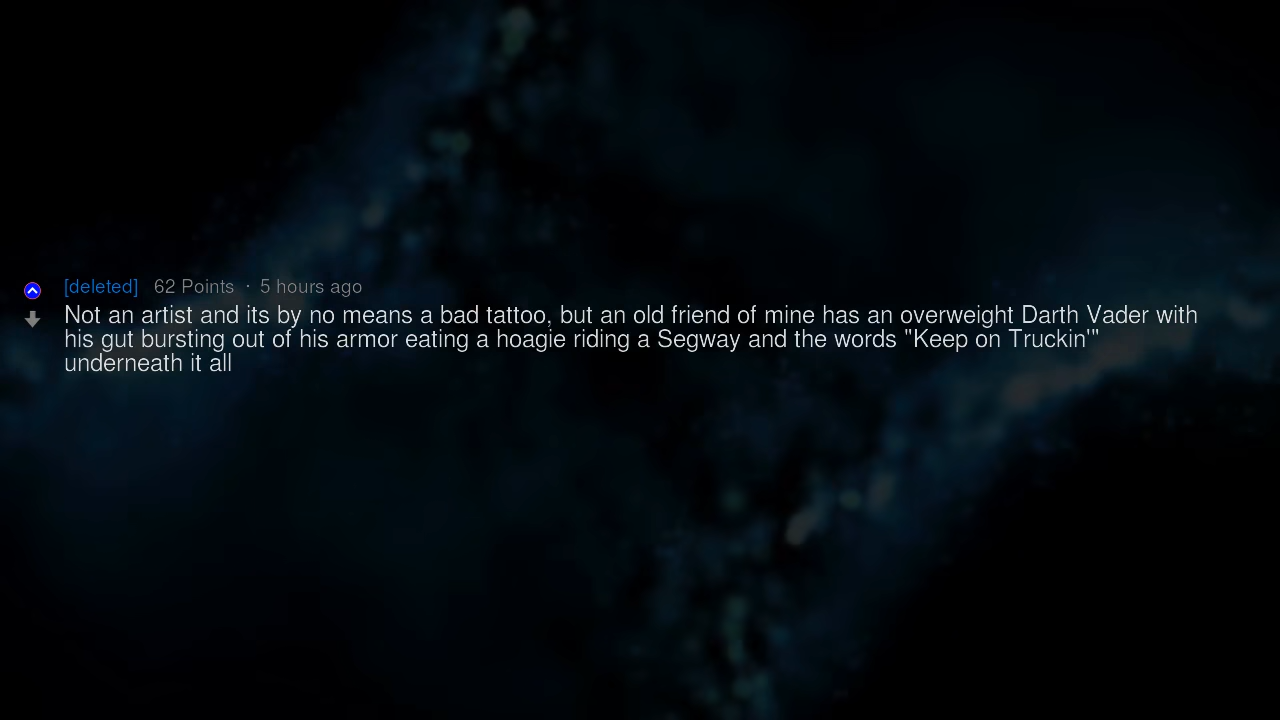 [deleted] 62 Points · 5 hours ago
Not an artist and its by no means a bad tattoo, but an old friend of mine has an overweight Darth Vader with
his gut bursting out of his armor eating a hoagie riding a Segway and the words "Keep on Truckin'"
underneath it all